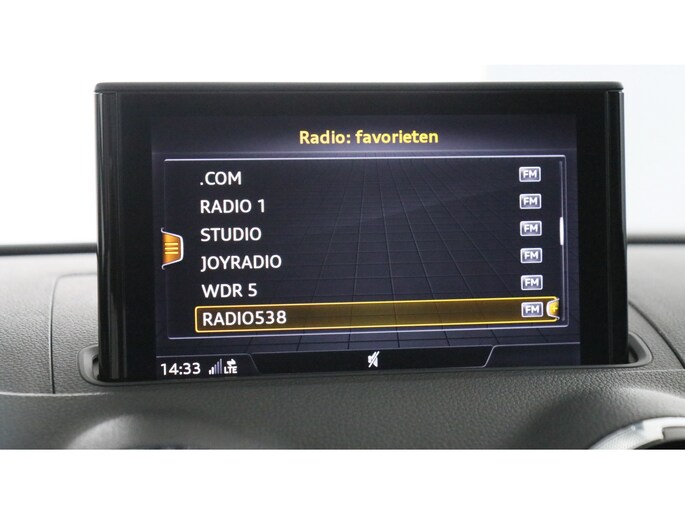 Radio: favorieten
.COM FM
RADIO 1 FM
STUDIO FM
JOYRADIO FM
WDR 5 FM
RADIO538 FM
14:33 LTE